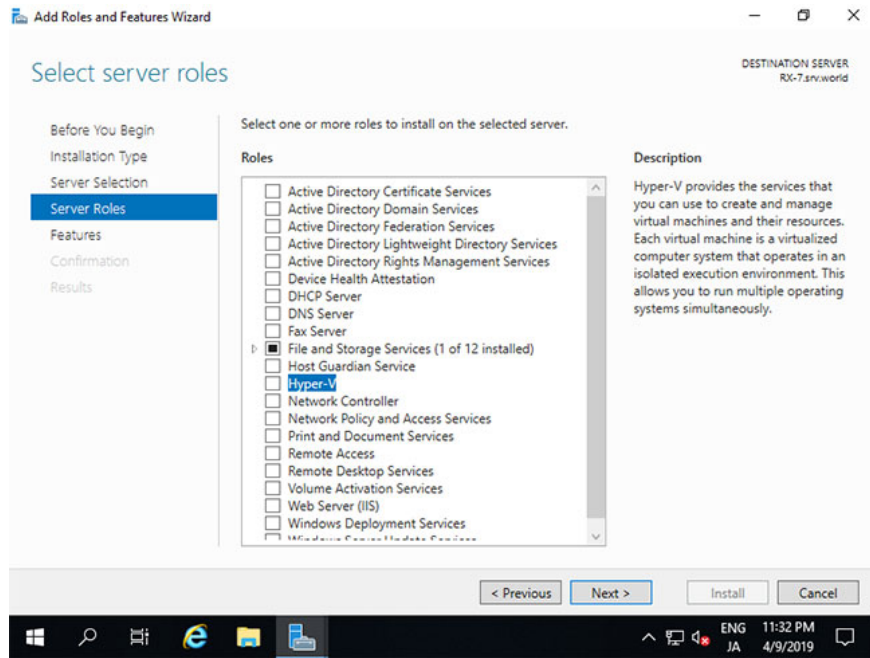 Add Roles and Features Wizard
Select server roles
DESTINATION SERVER
RX-7.srv.world
Before You Begin
Installation Type
Server Selection
Server Roles
Features
Confirmation
Results
Select one or more roles to install on the selected server.
Roles
Active Directory Certificate Services
Active Directory Domain Services
Active Directory Federation Services
Active Directory Lightweight Directory Services
Active Directory Rights Management Services
Device Health Attestation
DHCP Server
DNS Server
Fax Server
File and Storage Services (1 of 12 installed)
Host Guardian Service
Hyper-V
Network Controller
Network Policy and Access Services
Print and Document Services
Remote Access
Remote Desktop Services
Volume Activation Services
Web Server (IIS)
Windows Deployment Services
Windows Server Update Services
Description
Hyper-V provides the services that
you can use to create and manage
virtual machines and their resources.
Each virtual machine is a virtualized
computer system that operates in an
isolated execution environment. This
allows you to run multiple operating
systems simultaneously.
< Previous
Next >
Install
Cancel
ENG
JA
11:32 PM
4/9/2019